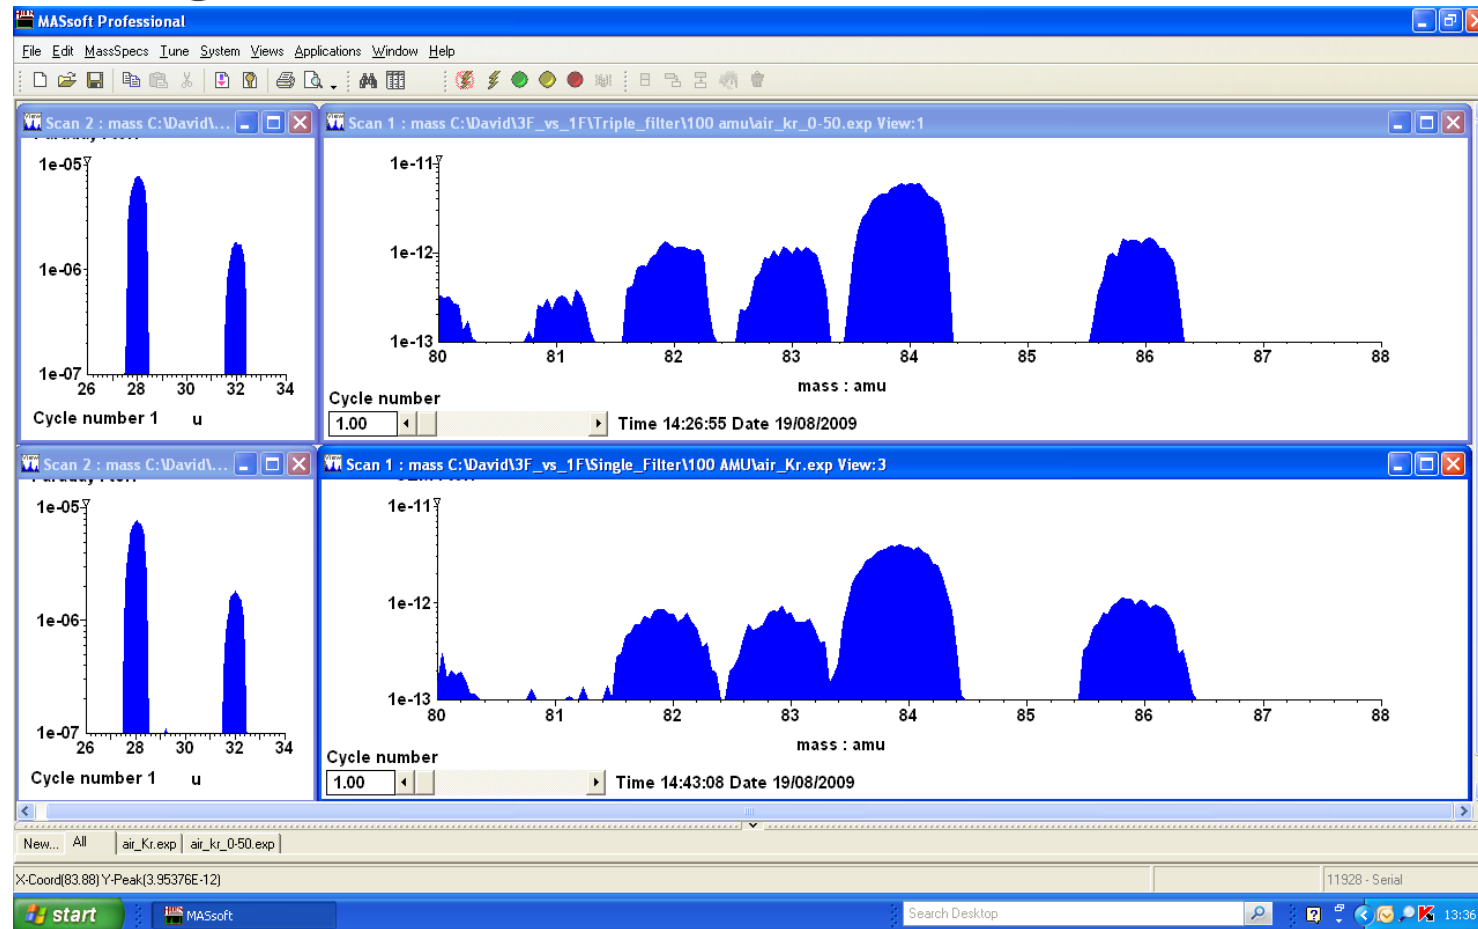 MASsoft Professional
File Edit MassSpecs Tune System Views Applications Window Help
Scan 2 : mass C:\David\...
1e-05
1e-06
1e-07
26 28 30 32 34
Cycle number 1 u
Scan 1 : mass C:\David\3F_vs_1F\Triple_filter\100 amu\air_kr_0-50.exp View:1
1e-11
1e-12
1e-13
80 81 82 83 84 85 86 87 88
mass : amu
Cycle number
1.00 Time 14:26:55 Date 19/08/2009
Scan 2 : mass C:\David\...
1e-05
1e-06
1e-07
26 28 30 32 34
Cycle number 1 u
Scan 1 : mass C:\David\3F_vs_1F\Single_Filter\100 AMU\air_Kr.exp View:3
1e-11
1e-12
1e-13
80 81 82 83 84 85 86 87 88
mass : amu
Cycle number
1.00 Time 14:43:08 Date 19/08/2009
New... All air_Kr.exp air_kr_0-50.exp
X-Coord(83.88) Y-Peak(3.95376E-12) 11928 - Serial
start MASsoft Search Desktop 13:36